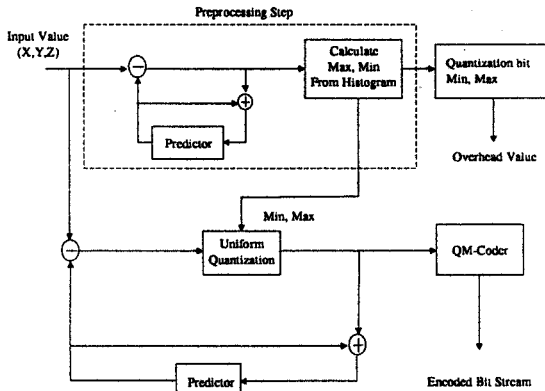 Preprocessing Step
Input Value
(X,Y,Z)
Calculate
Max, Min
From Histogram
Quantization bit
Min, Max
Predictor
Overhead Value
Min, Max
Uniform
Quantization
QM-Coder
Predictor
Encoded Bit Stream